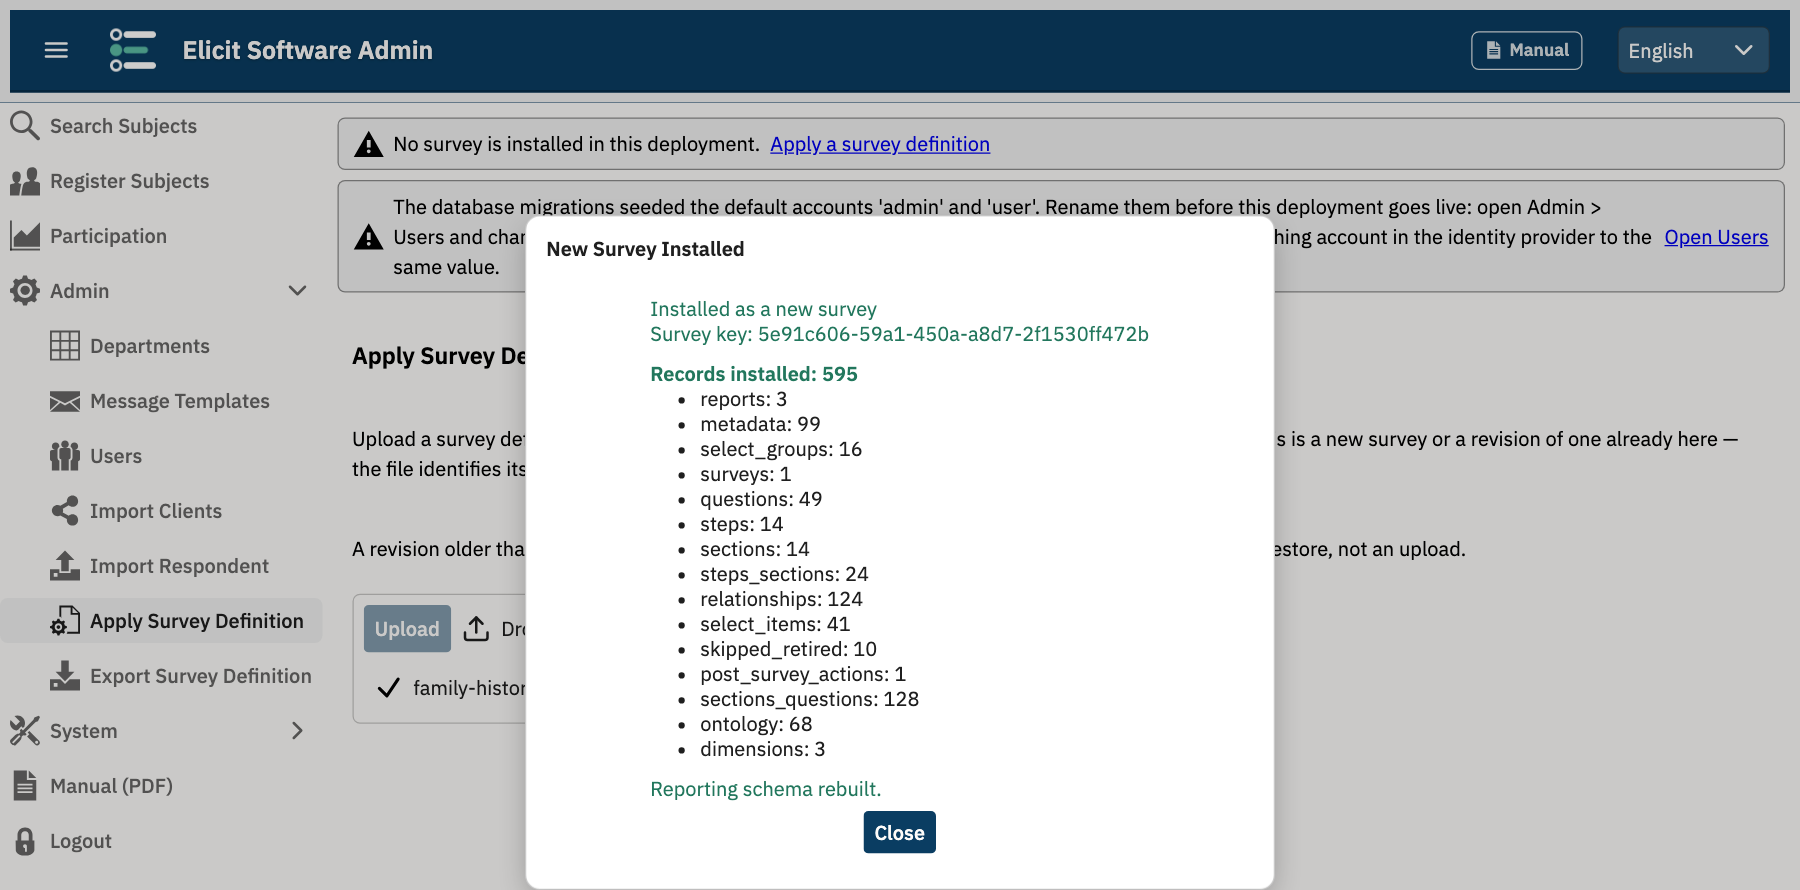 Elicit Software Admin
Manual
English
Search Subjects
Register Subjects
Participation
Admin
Departments
Message Templates
Users
Import Clients
Import Respondent
Apply Survey Definition
Export Survey Definition
System
Manual (PDF)
Logout
No survey is installed in this deployment. Apply a survey definition
The database migrations seeded the default accounts 'admin' and 'user'. Rename them before this deployment goes live: open Admin >
Users and char hing account in the identity provider to the Open Users
same value.
Apply Survey De
Upload a survey de s is a new survey or a revision of one already here —
the file identifies its
A revision older tha estore, not an upload.
Upload Dro
family-histor
New Survey Installed
Installed as a new survey
Survey key: 5e91c606-59a1-450a-a8d7-2f1530ff472b
Records installed: 595
reports: 3
metadata: 99
select_groups: 16
surveys: 1
questions: 49
steps: 14
sections: 14
steps_sections: 24
relationships: 124
select_items: 41
skipped_retired: 10
post_survey_actions: 1
sections_questions: 128
ontology: 68
dimensions: 3
Reporting schema rebuilt.
Close